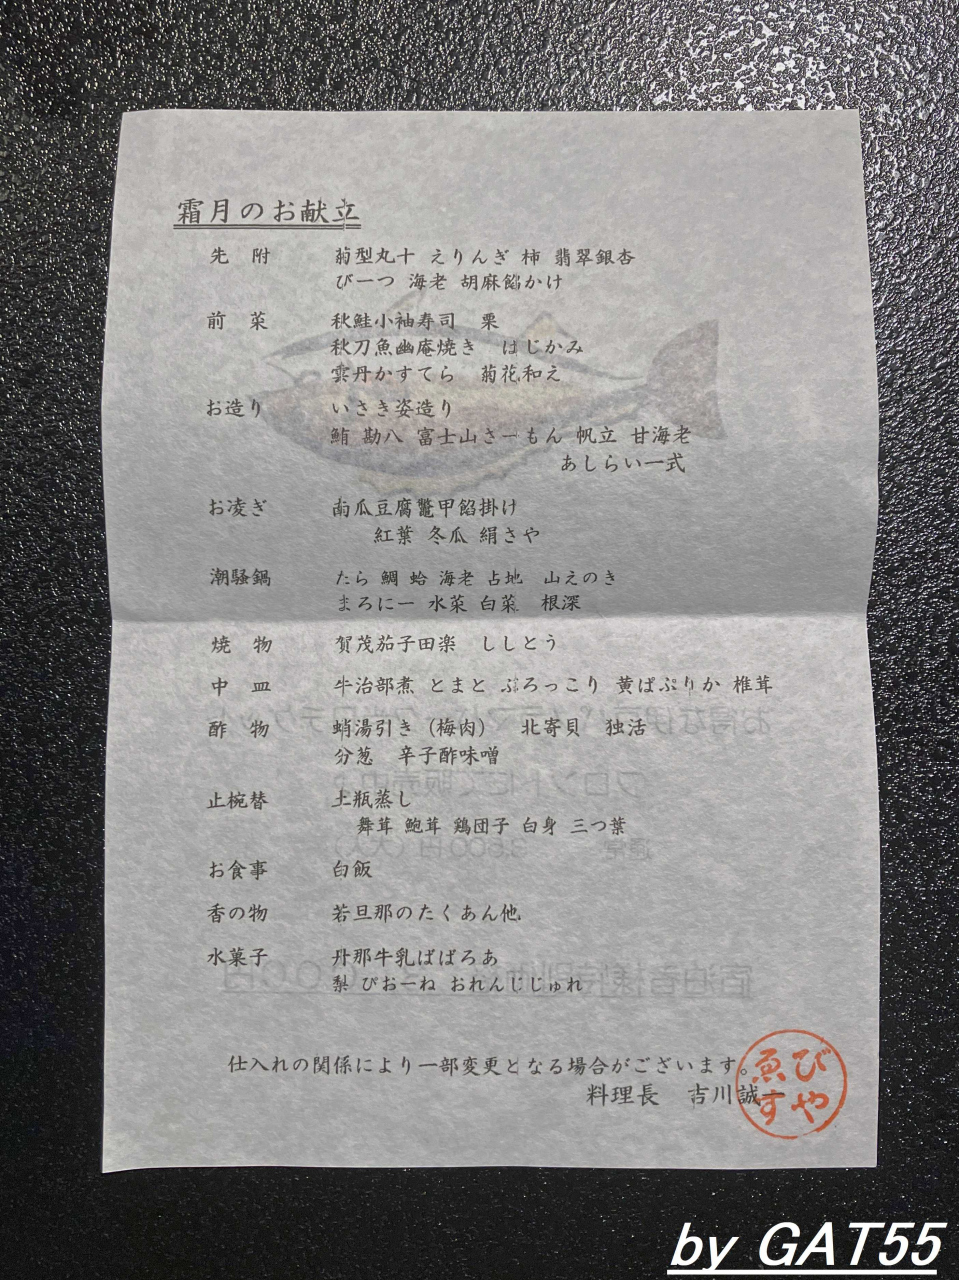 霜月のお献立
先 附 菊型丸十 えりんぎ 柿 翡翠銀杏
びーつ 海老 胡麻餡かけ
前 菜 秋鮭小袖寿司 栗
秋刀魚幽庵焼き はじかみ
雲丹かすてら 菊花和え
お造り いさき姿造り
鮪 勘八 富士山さーもん 帆立 甘海老
あしらい一式
お凌ぎ 南瓜豆腐鼈甲餡掛け
紅葉 冬瓜 絹さや
潮騒鍋 たら 鯛 蛤 海老 占地 山えのき
まろにー 水菜 白菜 根深
焼 物 賀茂茄子田楽 ししとう
中 皿 牛治部煮 とまと ぶろっこり 黄ぱぷりか 椎茸
酢 物 蛸湯引き（梅肉） 北寄貝 独活
分葱 辛子酢味噌
止椀替 土瓶蒸し
舞茸 鮑茸 鶏団子 白身 三つ葉
お食事 白飯
香の物 若旦那のたくあん他
水菓子 丹那牛乳ばばろあ
梨 ぴおーね おれんじじゅれ
仕入れの関係により一部変更となる場合がございます。
料理長 吉川誠一
ゑびすや
by GAT55